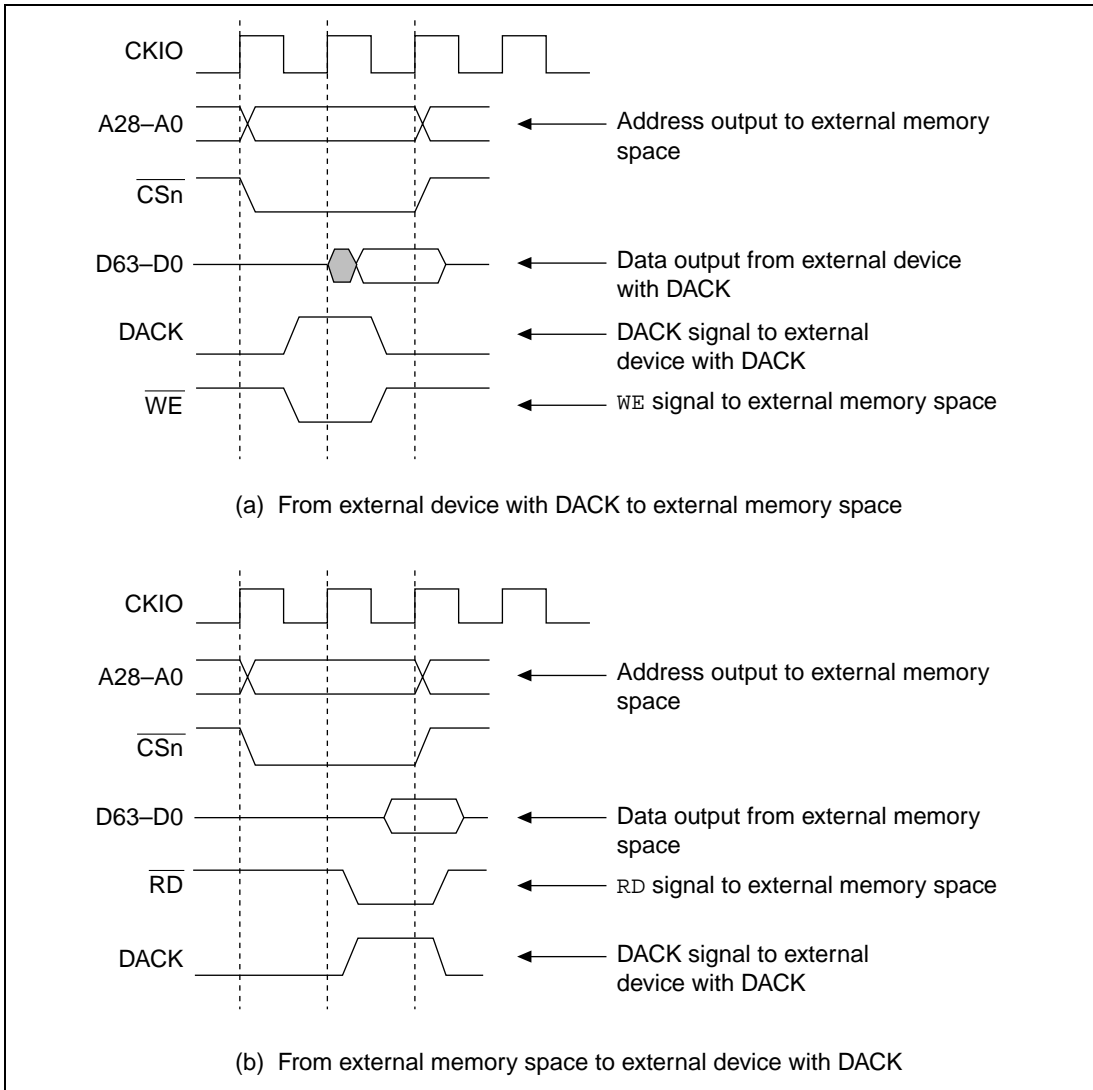 CKIO
A28–A0
Address output to external memory
space
CSn
D63–D0
Data output from external device
with DACK
DACK
DACK signal to external
device with DACK
WE
WE signal to external memory space
(a) From external device with DACK to external memory space
CKIO
A28–A0
Address output to external memory
space
CSn
D63–D0
Data output from external memory
space
RD
RD signal to external memory space
DACK
DACK signal to external
device with DACK
(b) From external memory space to external device with DACK